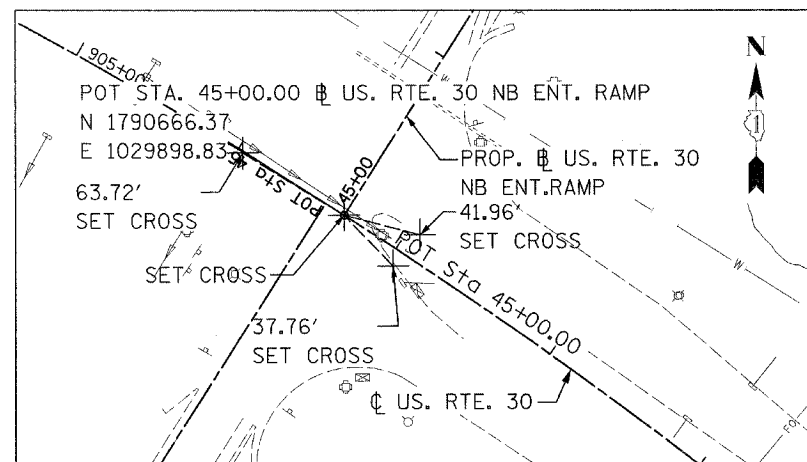 905+00
N
1
POT STA. 45+00.00 ⅊ US. RTE. 30 NB ENT. RAMP
N 1790666.37
E 1029898.83
45+00
POT Sta
PROP. ⅊ US. RTE. 30
NB ENT.RAMP
63.72'
SET CROSS
41.96'
SET CROSS
SET CROSS
POT Sta 45+00.00
W
W
37.76'
SET CROSS
℄ US. RTE. 30
FO